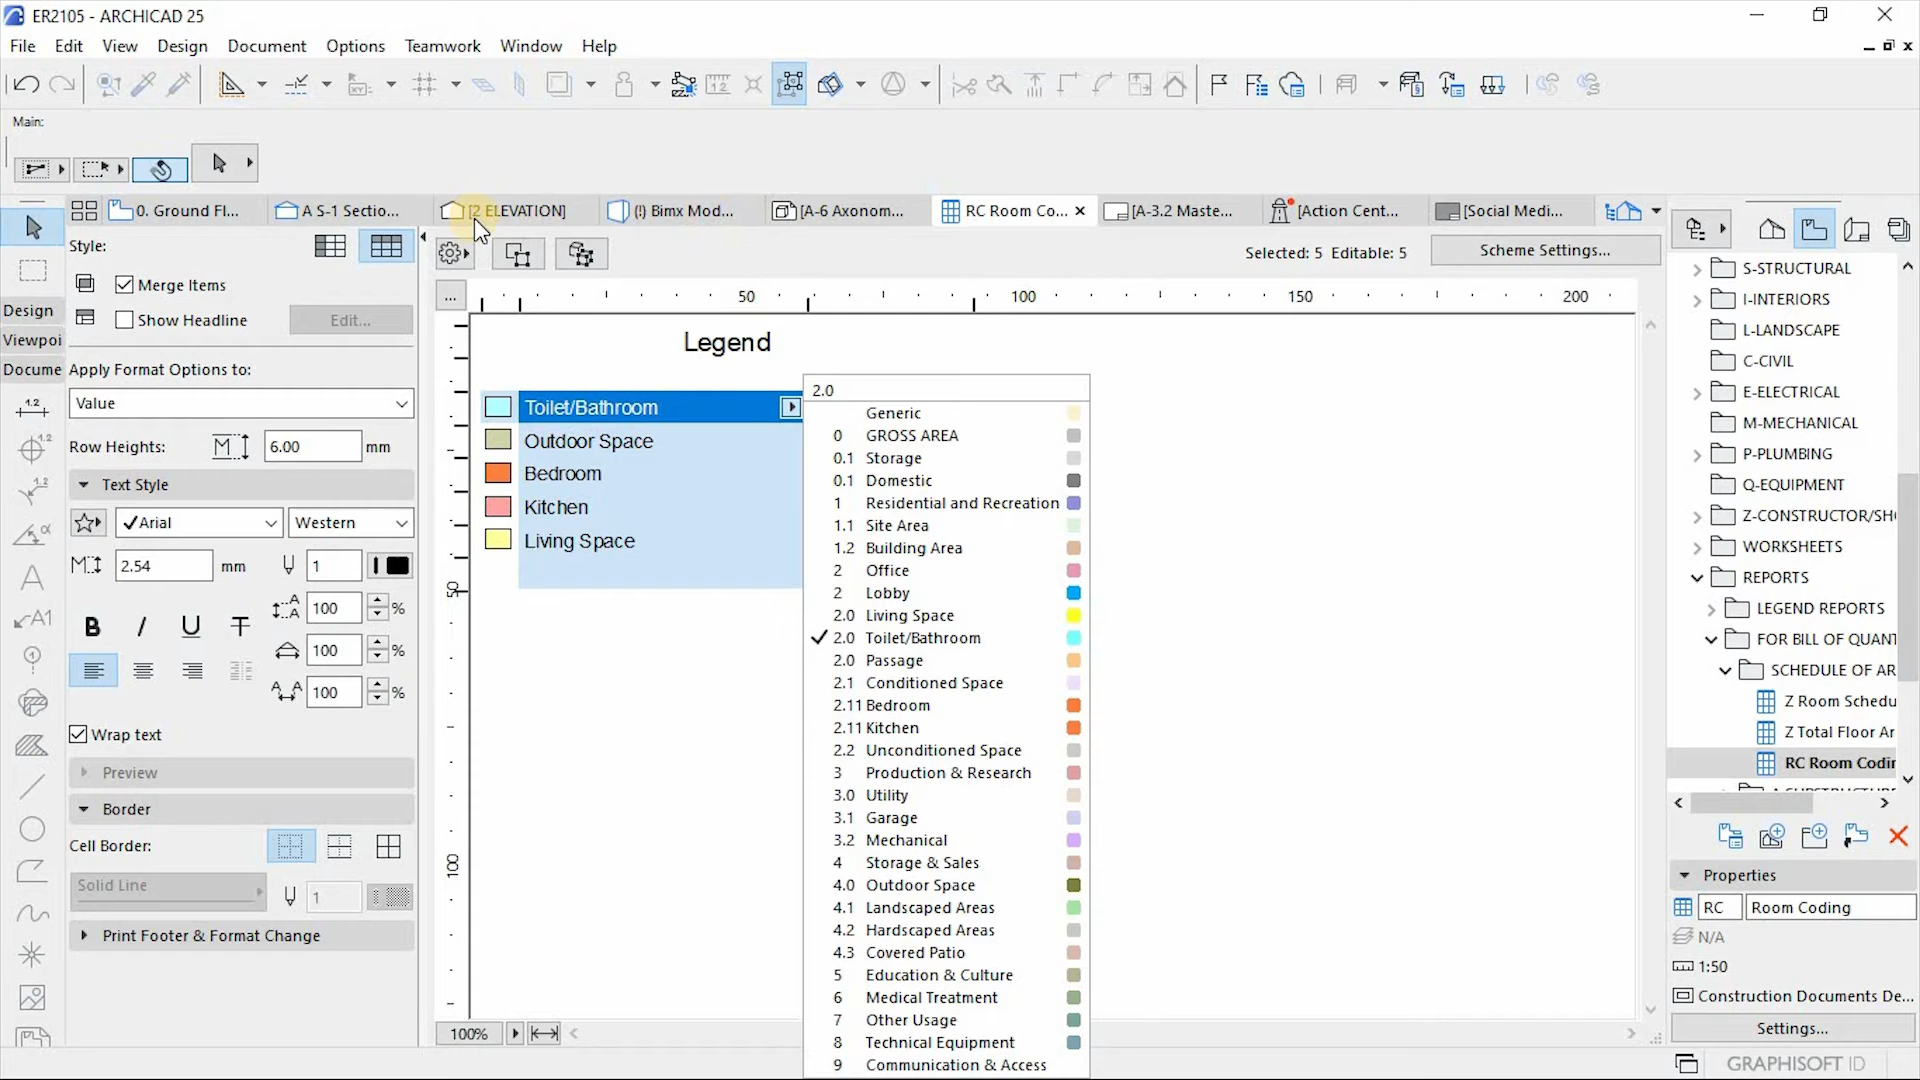 ER2105 - ARCHICAD 25
File Edit View Design Document Options Teamwork Window Help
Main:
0. Ground Fl...
A S-1 Sectio...
[2 ELEVATION]
(!) Bimx Mod...
[A-6 Axonom...
RC Room Co...
[A-3.2 Maste...
[Action Cent...
[Social Medi...
Selected: 5 Editable: 5
Scheme Settings...
Design
Viewpoi
Docume
Style:
Merge Items
Show Headline
Edit...
Apply Format Options to:
Value
Row Heights:
6.00
mm
Text Style
Arial
Western
2.54
mm
1
100
%
100
%
100
%
Wrap text
Preview
Border
Cell Border:
Solid Line
1
Print Footer & Format Change
...
50
100
150
200
50
100
Legend
Toilet/Bathroom
Outdoor Space
Bedroom
Kitchen
Living Space
2.0
Generic
0 GROSS AREA
0.1 Storage
0.1 Domestic
1 Residential and Recreation
1.1 Site Area
1.2 Building Area
2 Office
2 Lobby
2.0 Living Space
2.0 Toilet/Bathroom
2.0 Passage
2.1 Conditioned Space
2.11 Bedroom
2.11 Kitchen
2.2 Unconditioned Space
3 Production & Research
3.0 Utility
3.1 Garage
3.2 Mechanical
4 Storage & Sales
4.0 Outdoor Space
4.1 Landscaped Areas
4.2 Hardscaped Areas
4.3 Covered Patio
5 Education & Culture
6 Medical Treatment
7 Other Usage
8 Technical Equipment
9 Communication & Access
100%
S-STRUCTURAL
I-INTERIORS
L-LANDSCAPE
C-CIVIL
E-ELECTRICAL
M-MECHANICAL
P-PLUMBING
Q-EQUIPMENT
Z-CONSTRUCTOR/SH
WORKSHEETS
REPORTS
LEGEND REPORTS
FOR BILL OF QUANT
SCHEDULE OF AR
Z Room Schedu
Z Total Floor Ar
RC Room Codin
Properties
RC
Room Coding
N/A
1:50
Construction Documents De...
Settings...
GRAPHISOFT ID